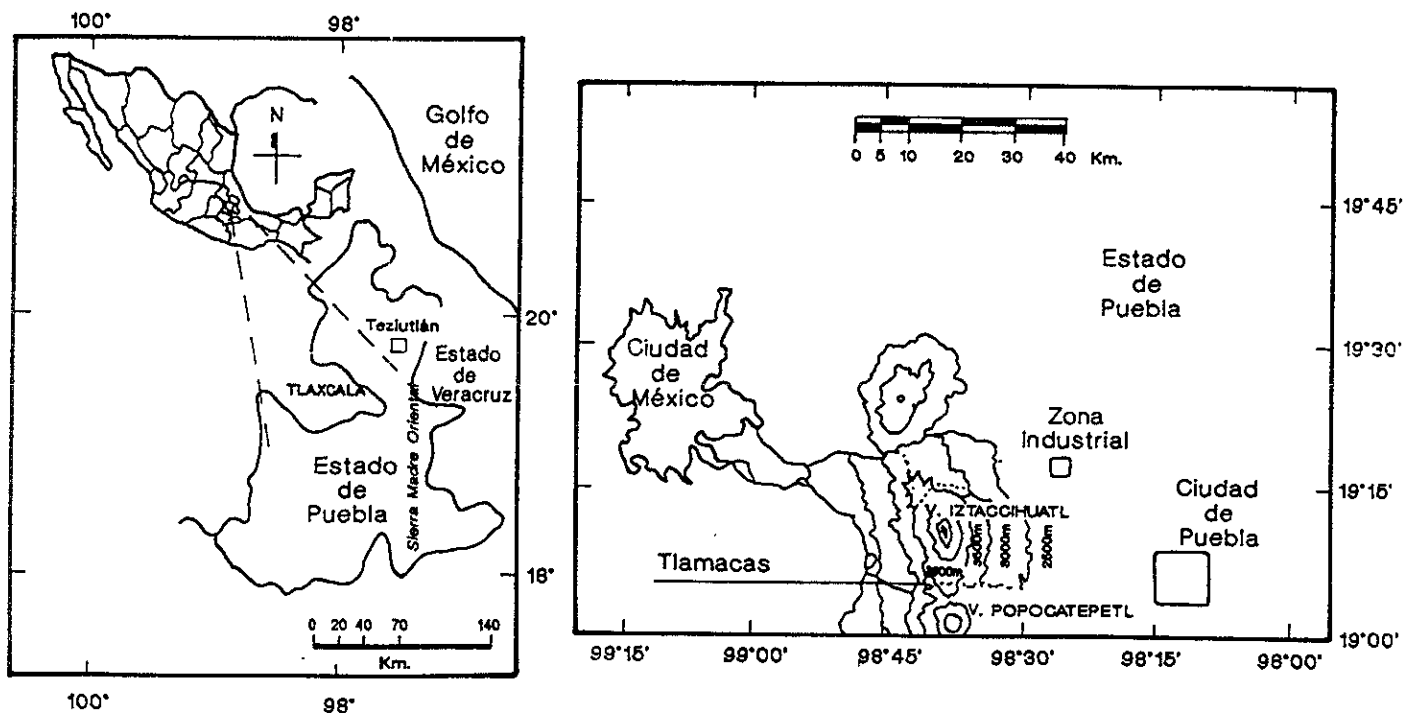 100°
98°
N
Golfo
de
México
20°
Teziutlán
Estado
de
Veracruz
TLAXCALA
Sierra Madre Oriental
Estado
de
Puebla
18°
0 20 40 70 140
Km.
100°
98°
0 5 10 20 30 40 Km.
19°45'
Estado
de
Puebla
19°30'
Ciudad
de
México
Zona
Industrial
19°15'
Ciudad
de
Puebla
V. IZTACCIHUATL
3500m
3000m
2500m
Tlamacas
V. POPOCATEPETL
19°00'
99°15' 99°00' 98°45' 98°30' 98°15' 98°00'